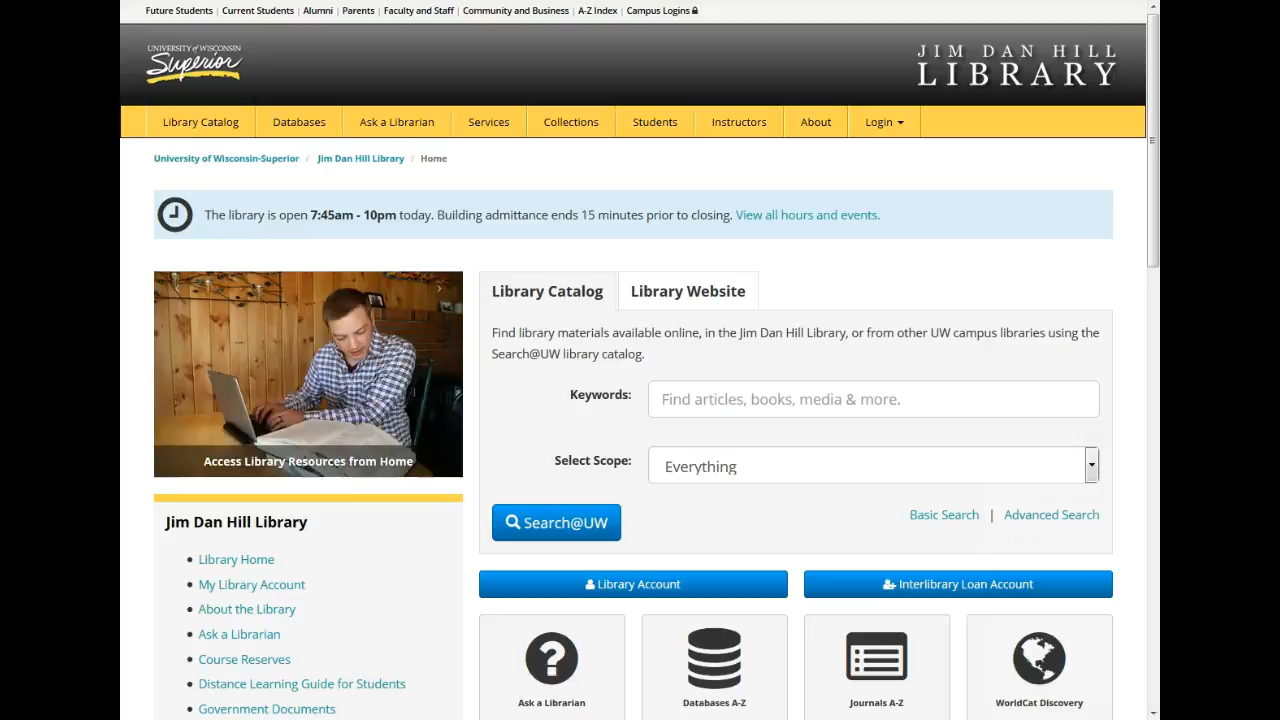 Future Students | Current Students | Alumni | Parents | Faculty and Staff | Community and Business | A-Z Index | Campus Logins
UNIVERSITY of WISCONSIN
Superior
JIM DAN HILL
LIBRARY
Library Catalog Databases Ask a Librarian Services Collections Students Instructors About Login
University of Wisconsin-Superior / Jim Dan Hill Library / Home
The library is open 7:45am - 10pm today. Building admittance ends 15 minutes prior to closing. View all hours and events.
Access Library Resources from Home
Library Catalog Library Website
Find library materials available online, in the Jim Dan Hill Library, or from other UW campus libraries using the
Search@UW library catalog.
Keywords: Find articles, books, media & more.
Select Scope: Everything
Search@UW
Basic Search | Advanced Search
Library Account Interlibrary Loan Account
Ask a Librarian Databases A-Z Journals A-Z WorldCat Discovery
Jim Dan Hill Library
• Library Home
• My Library Account
• About the Library
• Ask a Librarian
• Course Reserves
• Distance Learning Guide for Students
• Government Documents